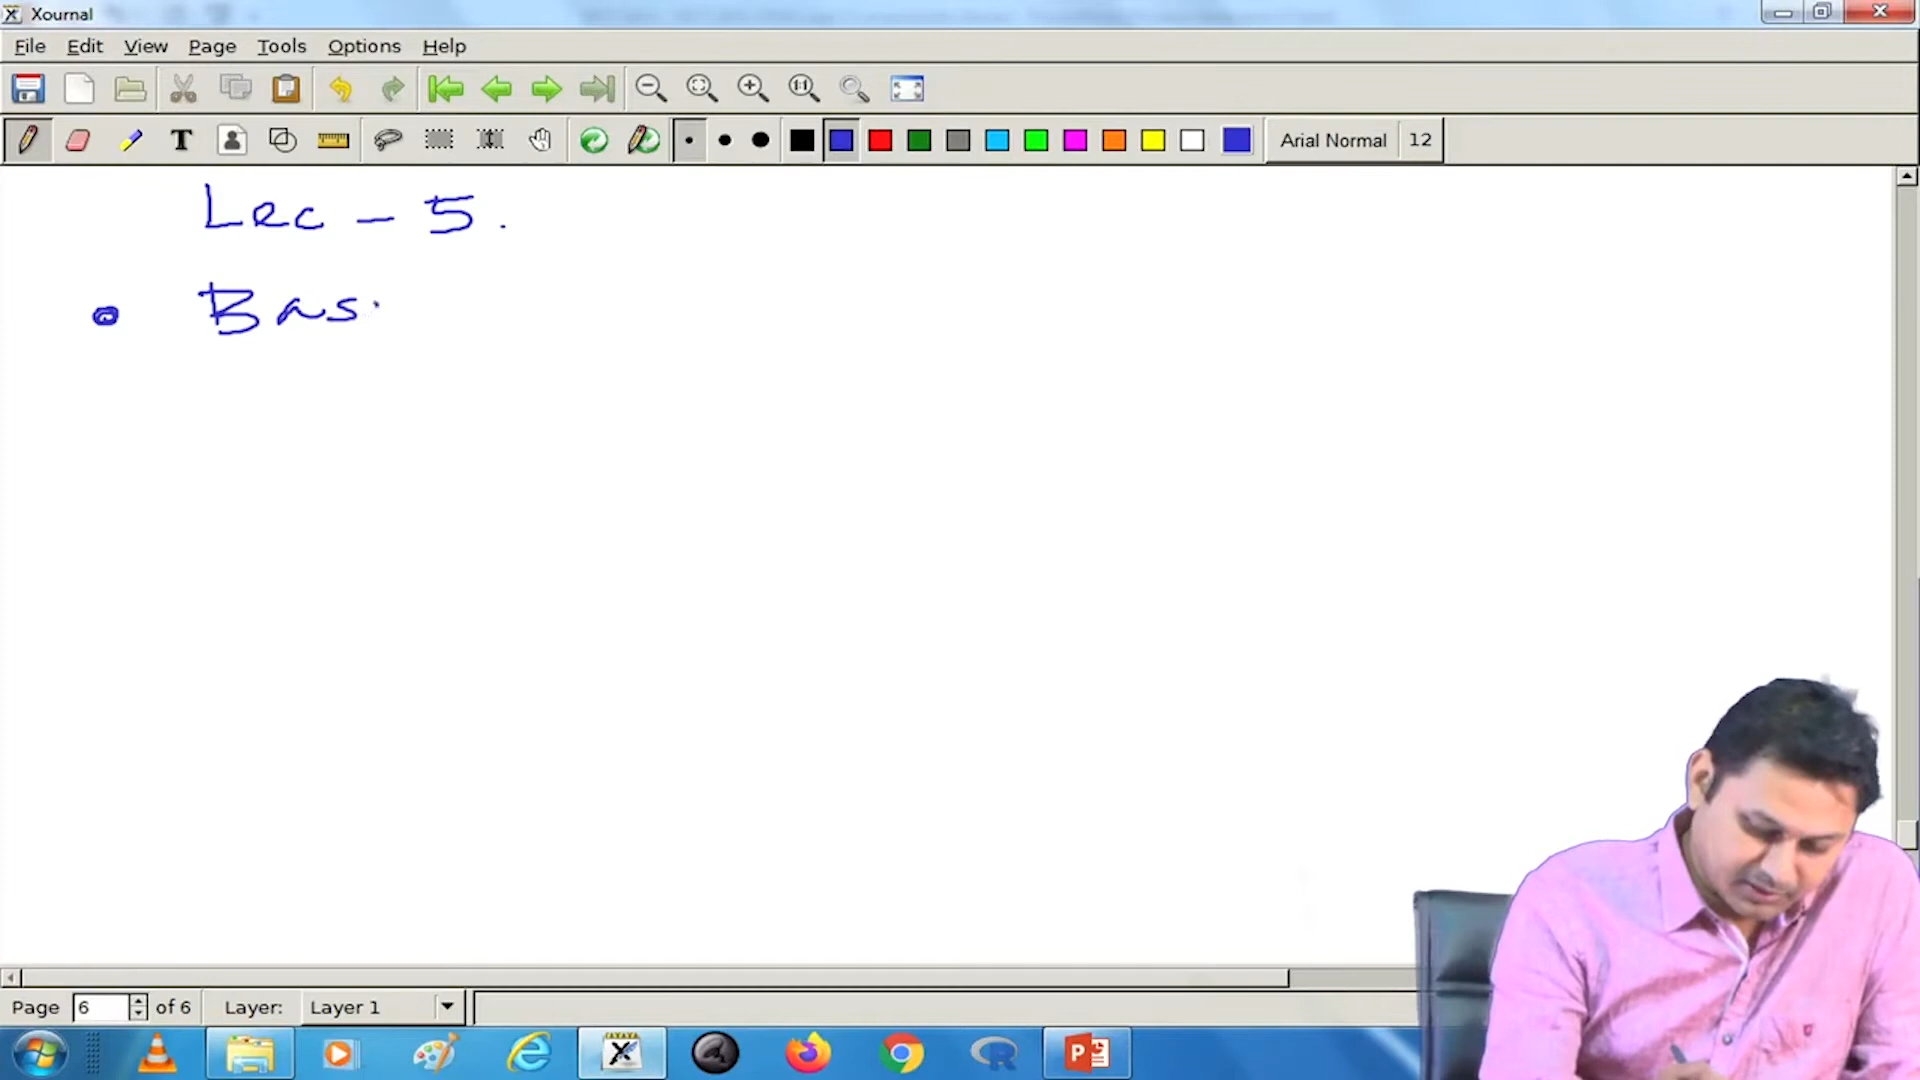 Xournal
File Edit View Page Tools Options Help
T Arial Normal 12
Lec - 5.
• Bas
Page 6 of 6 Layer: Layer 1